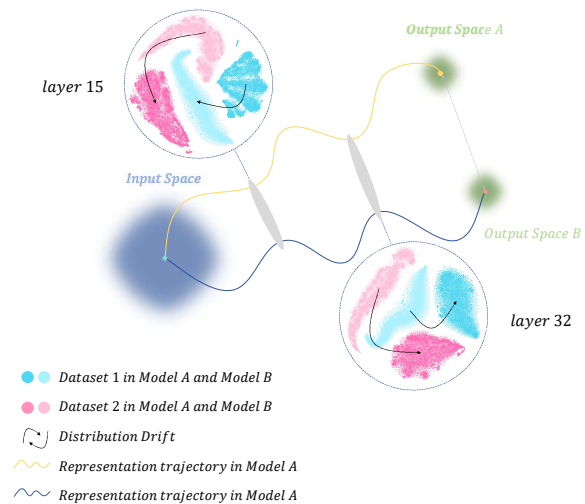 Output Space A
layer 15
Input Space
Output Space B
layer 32
Dataset 1 in Model A and Model B
Dataset 2 in Model A and Model B
Distribution Drift
Representation trajectory in Model A
Representation trajectory in Model A